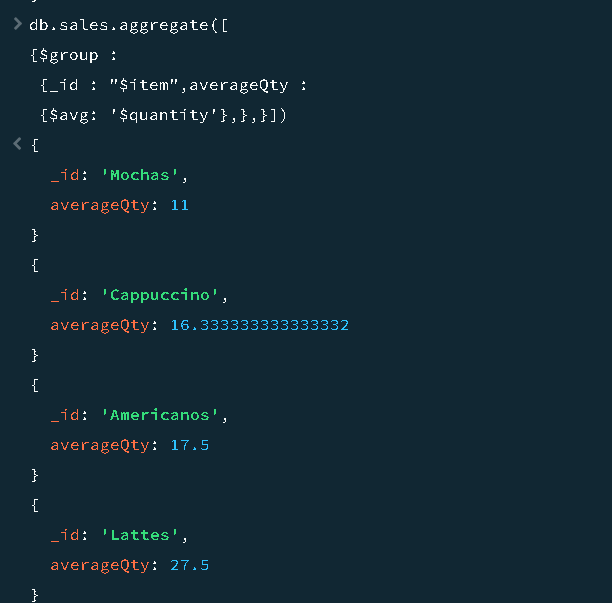 > db.sales.aggregate([
{$group :
{_id : "$item",averageQty :
{$avg: '$quantity'},},}])
< {
_id: 'Mochas',
averageQty: 11
}
{
_id: 'Cappuccino',
averageQty: 16.333333333333332
}
{
_id: 'Americanos',
averageQty: 17.5
}
{
_id: 'Lattes',
averageQty: 27.5
}